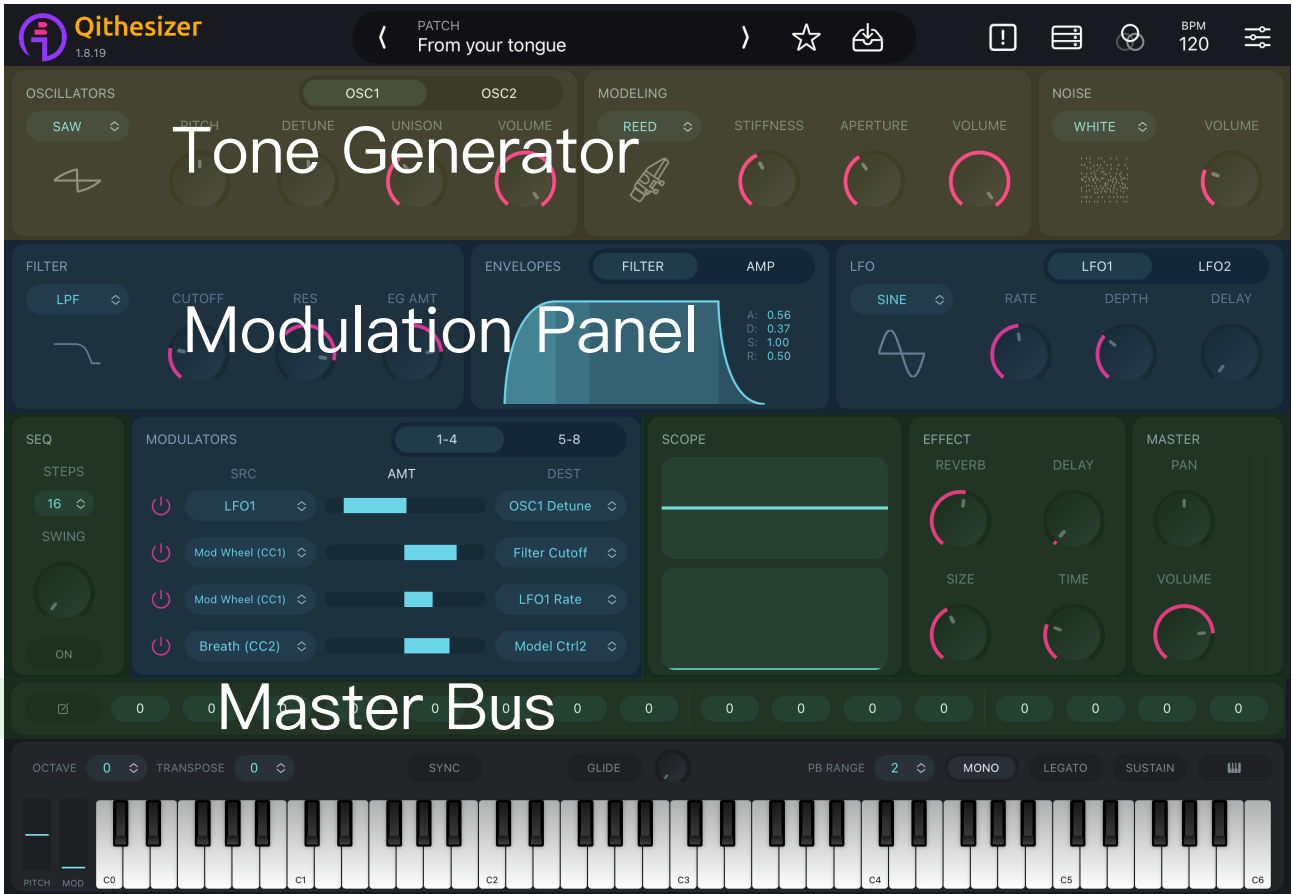 Qithesizer
1.8.19
PATCH
From your tongue
BPM
120
OSCILLATORS
OSC1
OSC2
MODELING
NOISE
SAW
PITCH
DETUNE
UNISON
VOLUME
REED
STIFFNESS
APERTURE
VOLUME
WHITE
VOLUME
Tone Generator
FILTER
ENVELOPES
FILTER
AMP
LFO
LFO1
LFO2
LPF
CUTOFF
RES
EG AMT
SINE
RATE
DEPTH
DELAY
A: 0.56
D: 0.37
S: 1.00
R: 0.50
Modulation Panel
SEQ
STEPS
16
SWING
ON
MODULATORS
1-4
5-8
SRC
AMT
DEST
LFO1
OSC1 Detune
Mod Wheel (CC1)
Filter Cutoff
Mod Wheel (CC1)
LFO1 Rate
Breath (CC2)
Model Ctrl2
SCOPE
EFFECT
REVERB
DELAY
SIZE
TIME
MASTER
PAN
VOLUME
Master Bus
0 0 0 0 0 0 0 0 0 0 0 0 0 0
OCTAVE
0
TRANSPOSE
0
SYNC
GLIDE
PB RANGE
2
MONO
LEGATO
SUSTAIN
PITCH
MOD
C0
C1
C2
C3
C4
C5
C6